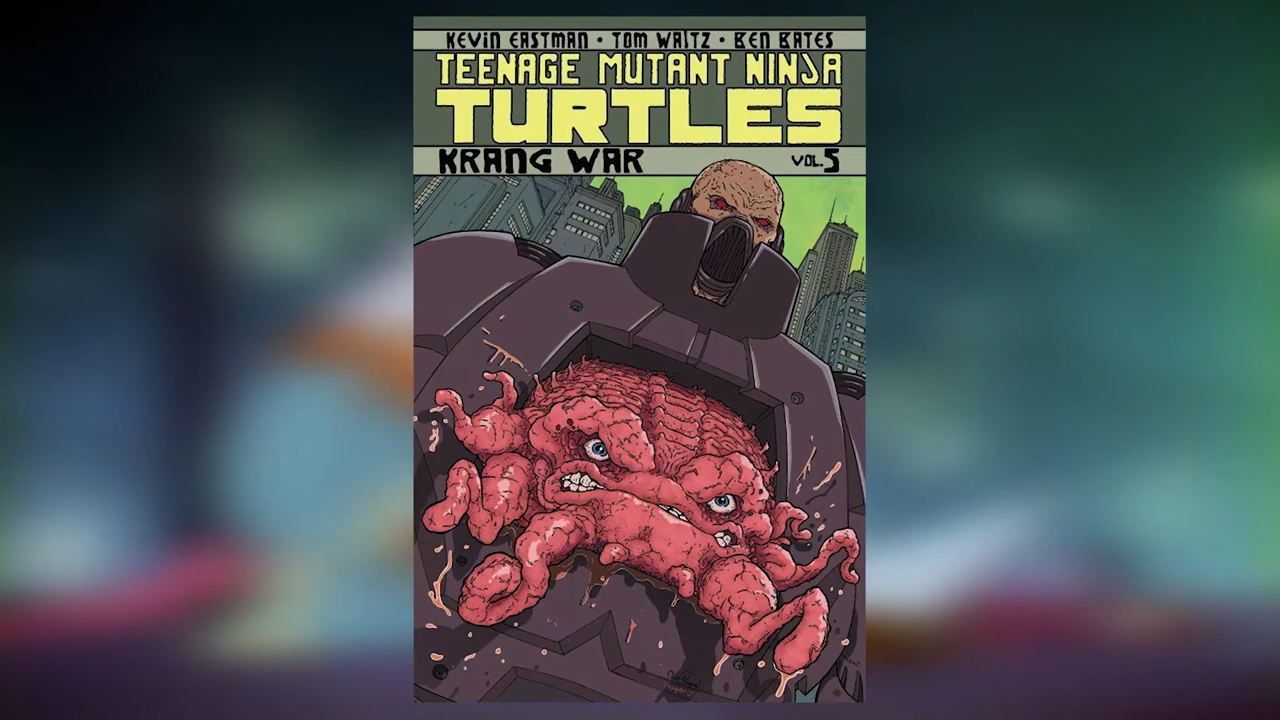 KEVIN EASTMAN • TOM WALTZ • BEN BATES
TEENAGE MUTANT NINJA
TURTLES
KRANG WAR VOL.5